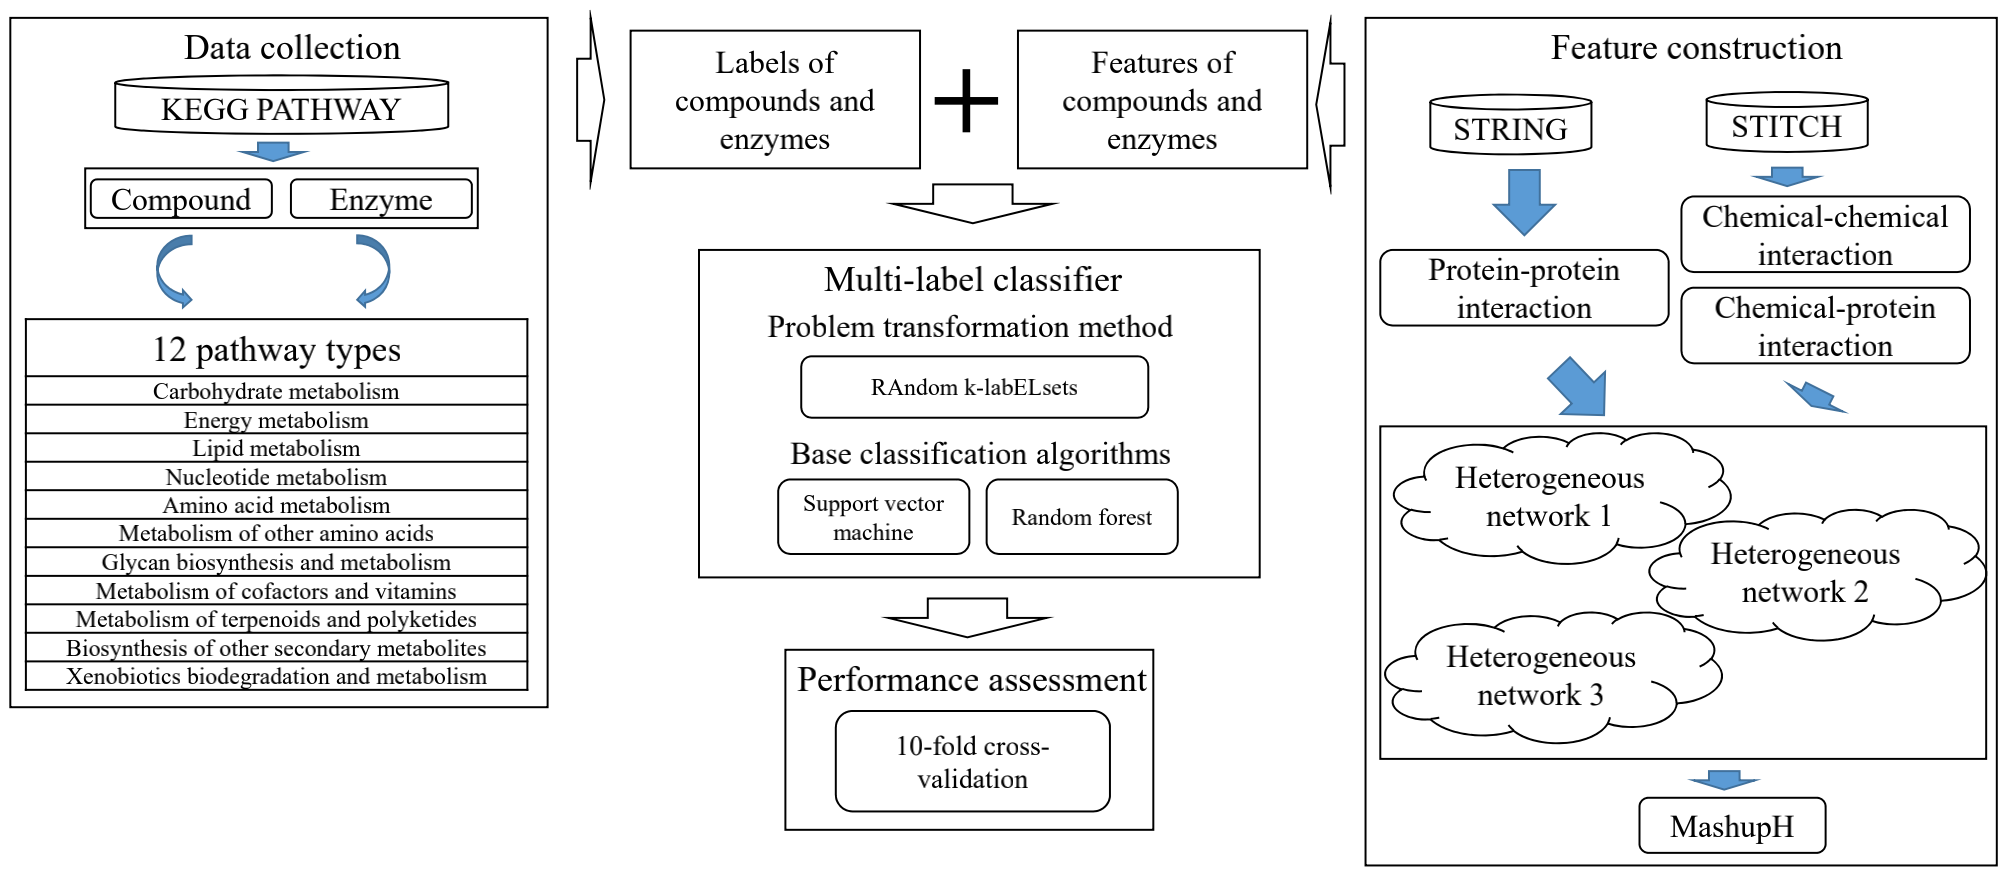 Data collection
KEGG PATHWAY
Compound
Enzyme
12 pathway types
Carbohydrate metabolism
Energy metabolism
Lipid metabolism
Nucleotide metabolism
Amino acid metabolism
Metabolism of other amino acids
Glycan biosynthesis and metabolism
Metabolism of cofactors and vitamins
Metabolism of terpenoids and polyketides
Biosynthesis of other secondary metabolites
Xenobiotics biodegradation and metabolism
Labels of
compounds and
enzymes
+
Features of
compounds and
enzymes
Multi-label classifier
Problem transformation method
RAndom k-labELsets
Base classification algorithms
Support vector
machine
Random forest
Performance assessment
10-fold cross-
validation
Feature construction
STRING
STITCH
Protein-protein
interaction
Chemical-chemical
interaction
Chemical-protein
interaction
Heterogeneous
network 1
Heterogeneous
network 2
Heterogeneous
network 3
MashupH